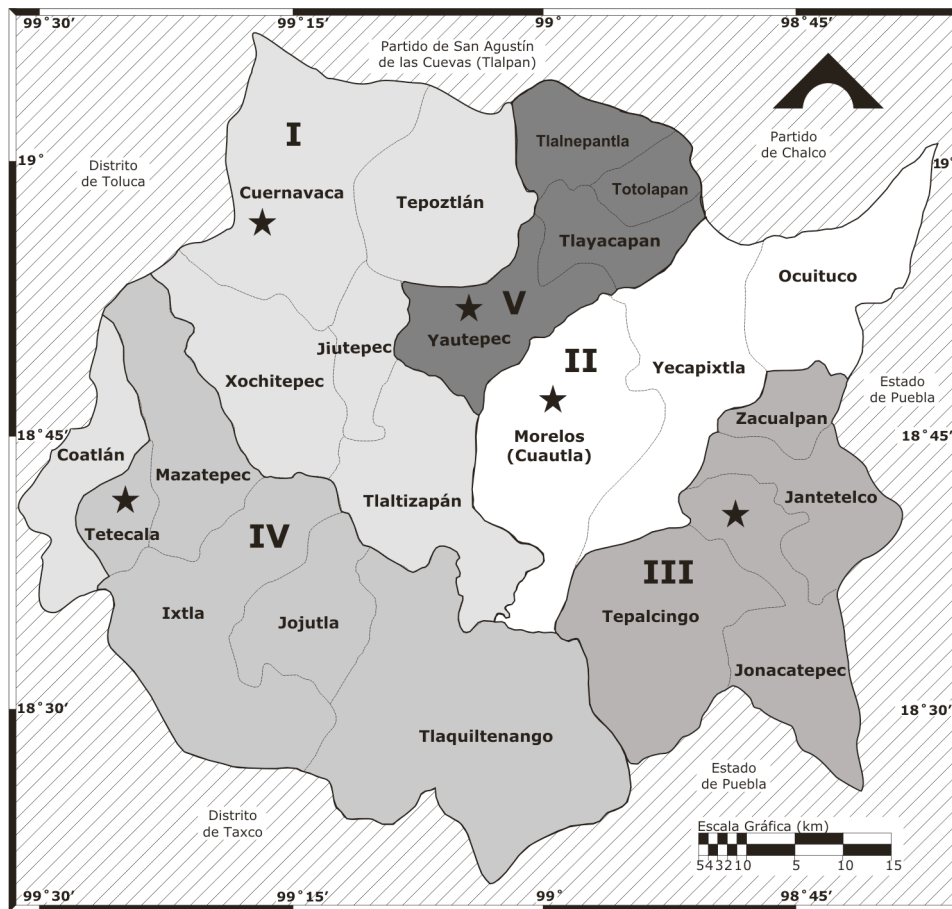 99˚30’
99˚15’
99˚
98˚45’
Partido de San Agustín
de las Cuevas (Tlalpan)
I
Tlalnepantla
Partido
de Chalco
19˚
19˚
Distrito
de Toluca
Cuernavaca
Tepoztlán
Totolapan
Tlayacapan
Ocuituco
V
Yautepec
Jiutepec
II
Yecapixtla
Xochitepec
Estado
de Puebla
Zacualpan
18˚45’
18˚45’
Morelos
(Cuautla)
Coatlán
Mazatepec
Tlaltizapán
Jantetelco
Tetecala
IV
III
Ixtla
Jojutla
Tepalcingo
Jonacatepec
18˚30’
18˚30’
Tlaquiltenango
Estado
de Puebla
Distrito
de Taxco
Escala Gráfica (km)
5 4 3 2 1 0 5 10 15
99˚30’
99˚15’
99˚
98˚45’